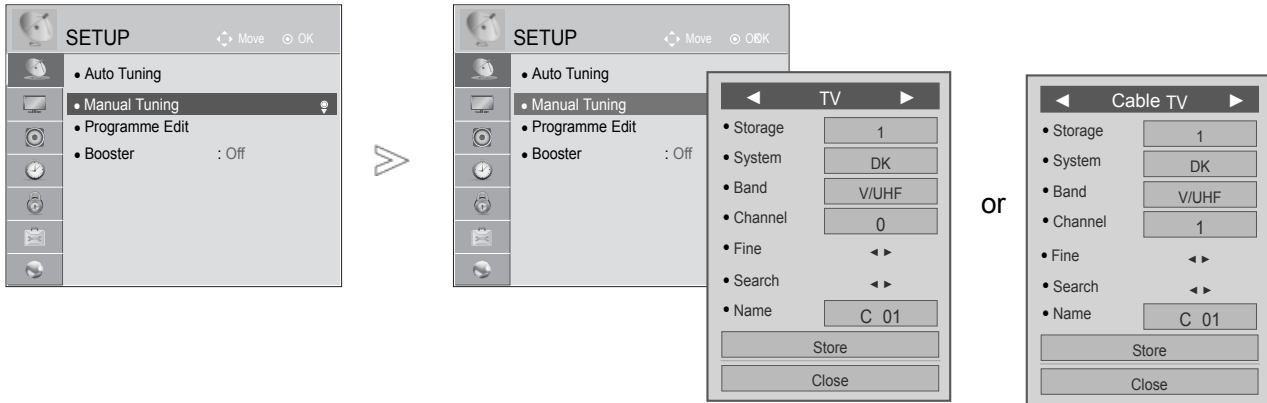 SETUP
Move OK
• Auto Tuning
• Manual Tuning
• Programme Edit
• Booster : Off
SETUP
Move OK
• Auto Tuning
• Manual Tuning
• Programme Edit
• Booster : Off
◄ TV ►
• Storage 1
• System DK
• Band V/UHF
• Channel 0
• Fine ◄ ►
• Search ◄ ►
• Name C 01
Store
Close
or
◄ Cable TV ►
• Storage 1
• System DK
• Band V/UHF
• Channel 1
• Fine ◄ ►
• Search ◄ ►
• Name C 01
Store
Close